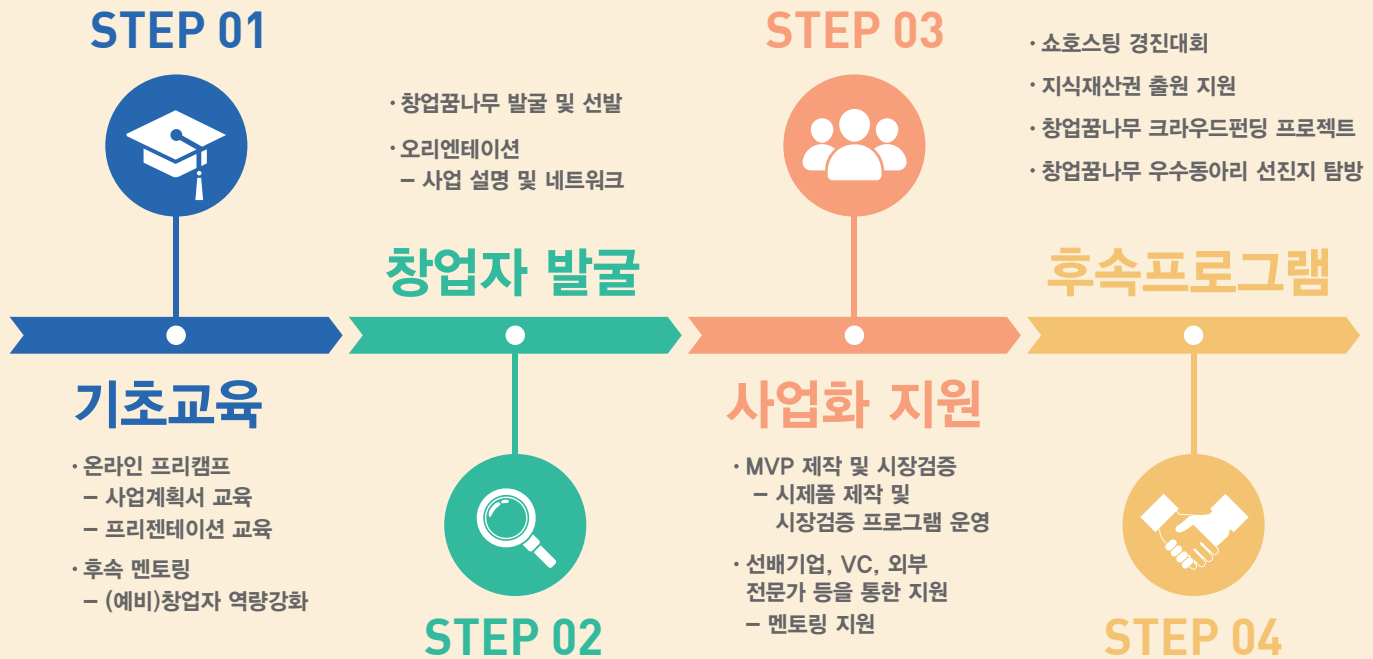 STEP 01
기초교육
· 온라인 프리캠프
– 사업계획서 교육
– 프리젠테이션 교육
· 후속 멘토링
– (예비)창업자 역량강화
· 창업꿈나무 발굴 및 선발
· 오리엔테이션
– 사업 설명 및 네트워크
창업자 발굴
STEP 02
STEP 03
사업화 지원
· MVP 제작 및 시장검증
– 시제품 제작 및
시장검증 프로그램 운영
· 선배기업, VC, 외부
전문가 등을 통한 지원
– 멘토링 지원
· 쇼호스팅 경진대회
· 지식재산권 출원 지원
· 창업꿈나무 크라우드펀딩 프로젝트
· 창업꿈나무 우수동아리 선진지 탐방
후속프로그램
STEP 04